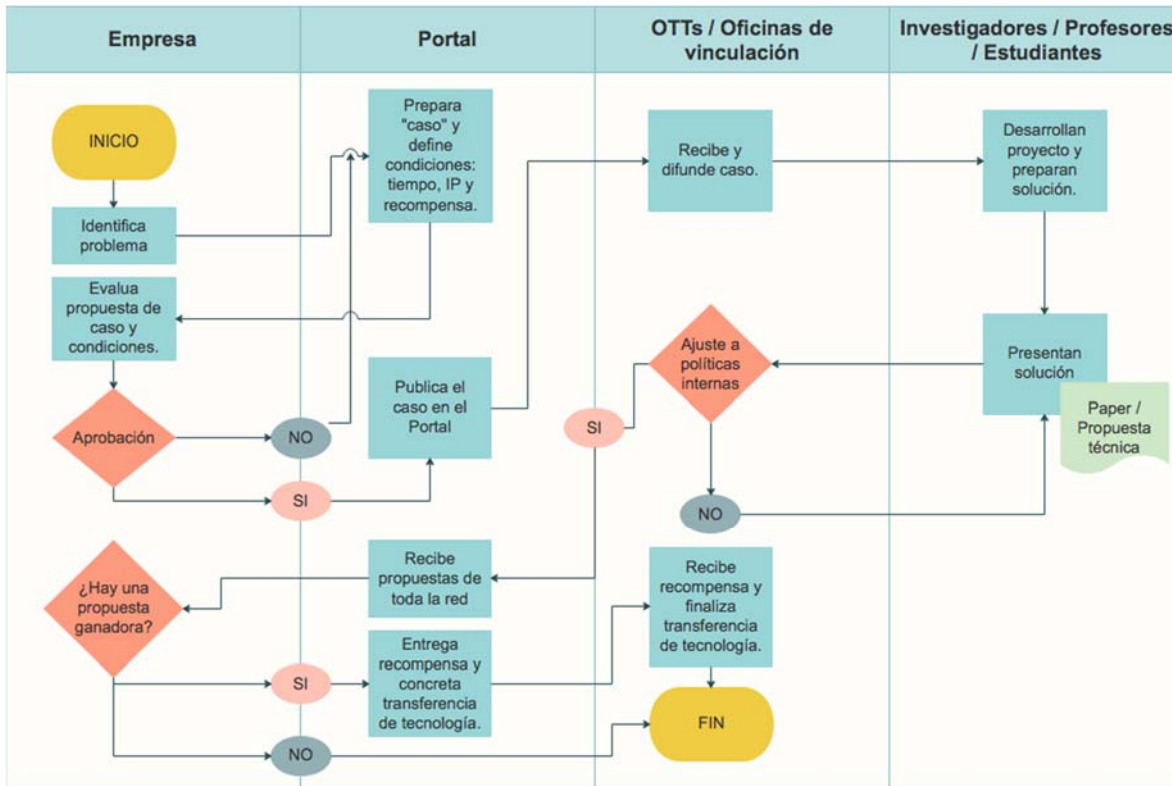 Empresa
Portal
OTTs / Oficinas de
vinculación
Investigadores / Profesores
/ Estudiantes
INICIO
Identifica
problema
Prepara
"caso" y
define
condiciones:
tiempo, IP y
recompensa.
Recibe y
difunde caso.
Desarrollan
proyecto y
preparan
solución.
Evalua
propuesta de
caso y
condiciones.
Aprobación
NO
SI
Publica el
caso en el
Portal
Ajuste a
políticas
internas
SI
NO
Presentan
solución
Paper /
Propuesta
técnica
¿Hay una
propuesta
ganadora?
Recibe
propuestas de
toda la red
SI
NO
Entrega
recompensa y
concreta
transferencia
de tecnología.
Recibe
recompensa y
finaliza
transferencia
de tecnología.
FIN